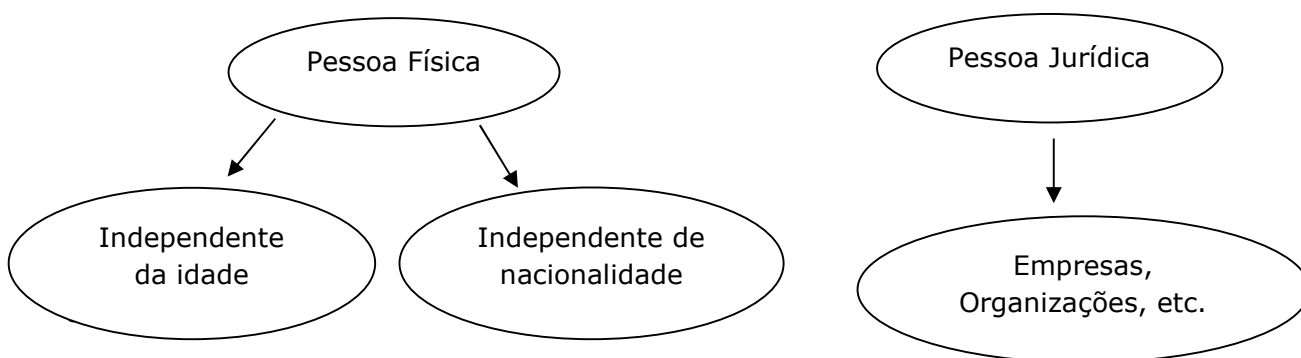 Pessoa Física
Pessoa Jurídica
Independente
da idade
Independente de
nacionalidade
Empresas,
Organizações, etc.